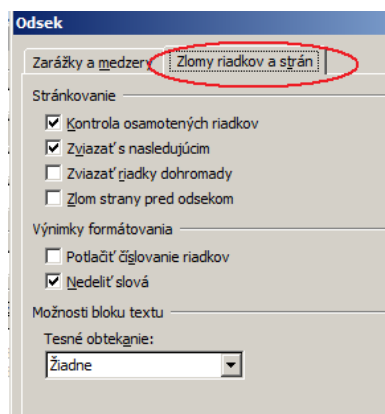 Odsek
Zarážky a medzery Zlomy riadkov a strán
Stránkovanie
Kontrola osamotených riadkov
Zviazať s nasledujúcim
Zviazať riadky dohromady
Zlom strany pred odsekom
Výnimky formátovania
Potlačiť číslovanie riadkov
Nedeliť slová
Možnosti bloku textu
Tesné obtekanie:
Žiadne